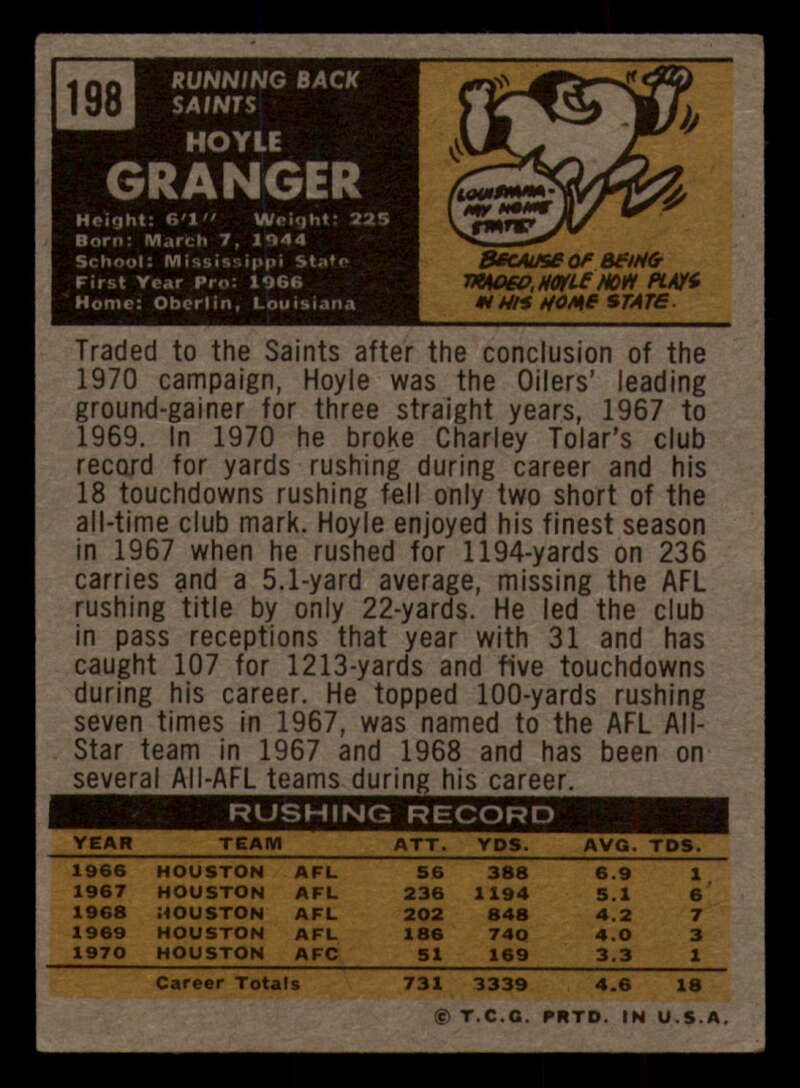 198
RUNNING BACK
SAINTS
HOYLE
GRANGER
Height: 6'1" Weight: 225
Born: March 7, 1944
School: Mississippi State
First Year Pro: 1966
Home: Oberlin, Louisiana
LOUISIANA-
MY HOME
STATE!
BECAUSE OF BEING
TRADED, HOYLE NOW PLAYS
IN HIS HOME STATE.
Traded to the Saints after the conclusion of the
1970 campaign, Hoyle was the Oilers' leading
ground-gainer for three straight years, 1967 to
1969. In 1970 he broke Charley Tolar's club
record for yards rushing during career and his
18 touchdowns rushing fell only two short of the
all-time club mark. Hoyle enjoyed his finest season
in 1967 when he rushed for 1194-yards on 236
carries and a 5.1-yard average, missing the AFL
rushing title by only 22-yards. He led the club
in pass receptions that year with 31 and has
caught 107 for 1213-yards and five touchdowns
during his career. He topped 100-yards rushing
seven times in 1967, was named to the AFL All-
Star team in 1967 and 1968 and has been on
several All-AFL teams during his career.
RUSHING RECORD
YEAR TEAM ATT. YDS. AVG. TDS.
1966 HOUSTON AFL 56 388 6.9 1
1967 HOUSTON AFL 236 1194 5.1 6
1968 HOUSTON AFL 202 848 4.2 7
1969 HOUSTON AFL 186 740 4.0 3
1970 HOUSTON AFC 51 169 3.3 1
Career Totals 731 3339 4.6 18
© T.C.G. PRTD. IN U.S.A.